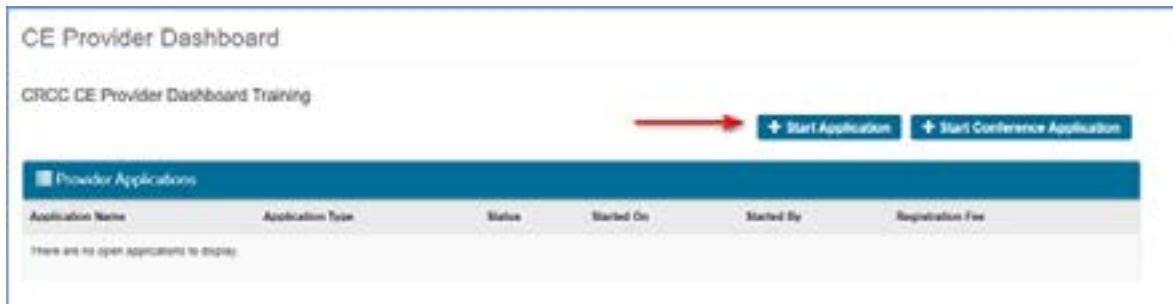 CE Provider Dashboard
CRCC CE Provider Dashboard Training
+ Start Application + Start Conference Application
Provider Applications
Application Name Application Type Status Started On Started By Registration Fee
There are no open applications to display.